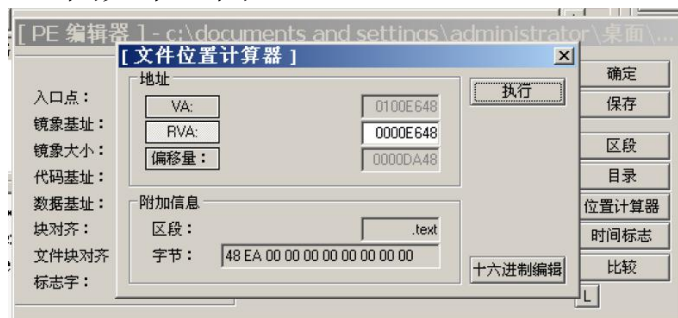 [ PE 编辑器 ] - c:\documents and settings\administrator\桌面\...
[ 文件位置计算器 ]
地址
VA:
0100E648
RVA:
0000E648
偏移量：
0000DA48
执行
附加信息
区段：
.text
字节：
48 EA 00 00 00 00 00 00 00 00
十六进制编辑
入口点：
镜象基址：
镜象大小：
代码基址：
数据基址：
块对齐：
文件块对齐
标志字：
确定
保存
区段
目录
位置计算器
时间标志
比较
L